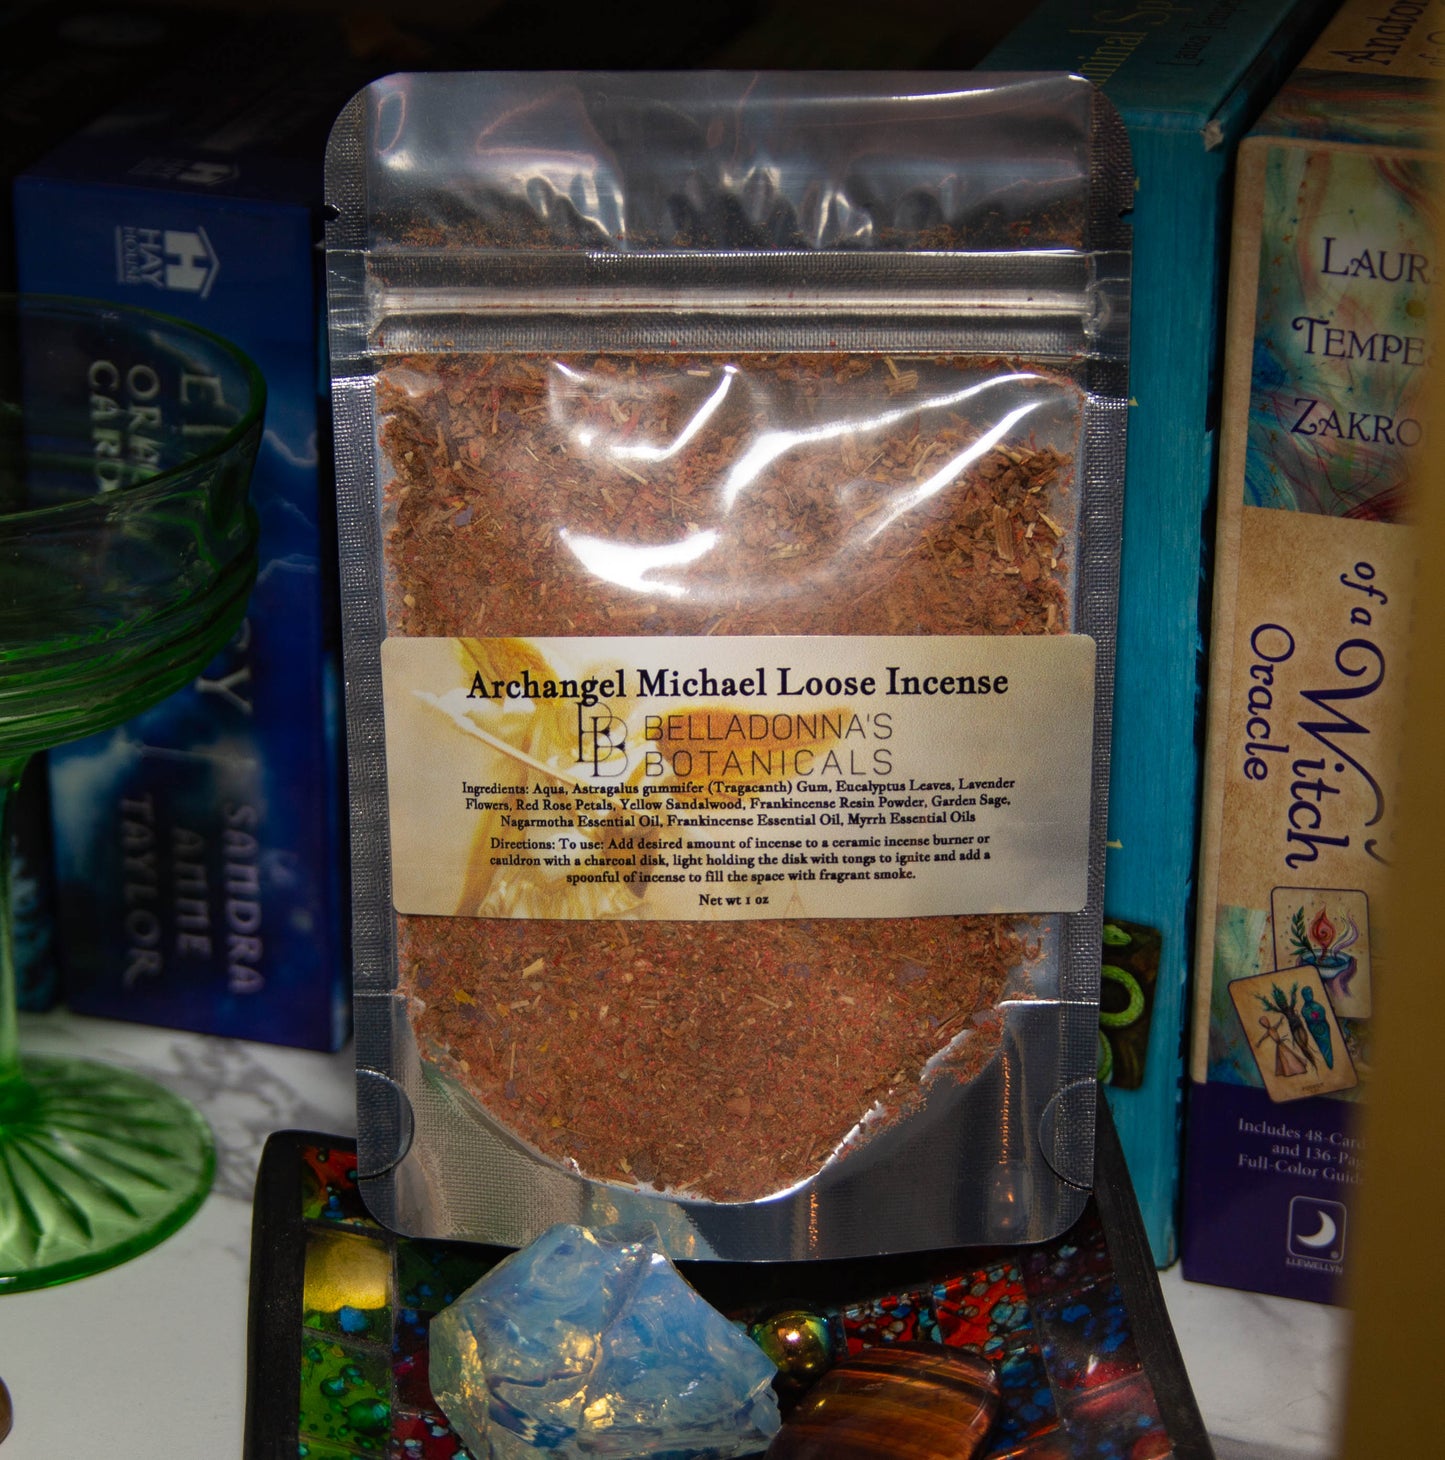 Archangel Michael Loose Incense
BB BELLADONNA'S
BOTANICALS
Ingredients: Aqua, Astragalus gummifer (Tragacanth) Gum, Eucalyptus Leaves, Lavender
Flowers, Red Rose Petals, Yellow Sandalwood, Frankincense Resin Powder, Garden Sage,
Nagarmotha Essential Oil, Frankincense Essential Oil, Myrrh Essential Oils
Directions: To use: Add desired amount of incense to a ceramic incense burner or
cauldron with a charcoal disk, light holding the disk with tongs to ignite and add a
spoonful of incense to fill the space with fragrant smoke.
Net wt 1 oz
HAY
HOUSE
SANDRA
ANNE
TAYLOR
Anato
LAUR
TEMPE
ZAKRO
of a
Witch
Oracle
Includes 48-Card
and 136-Pag
Full-Color Guid
LLEWELLYN